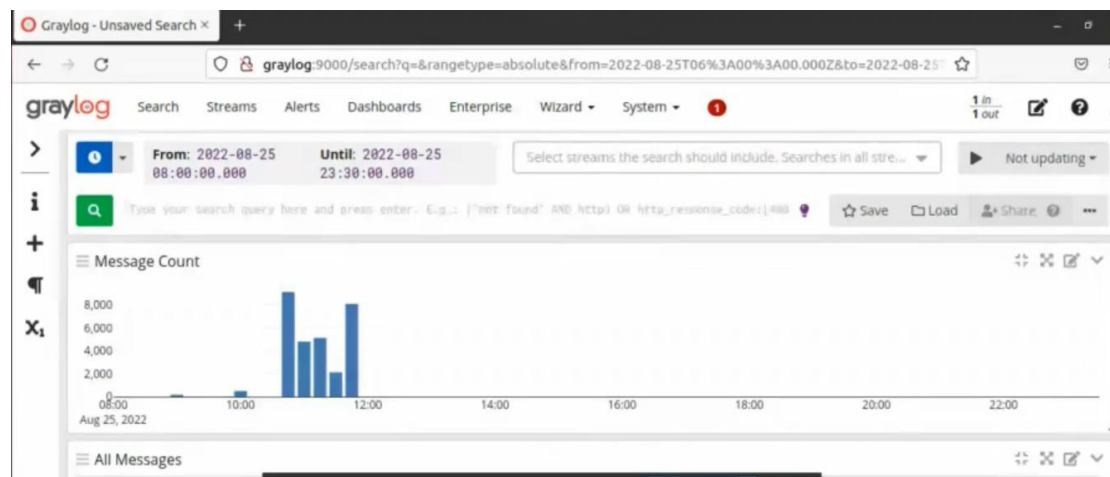 Graylog - Unsaved Search × +
graylog:9000/search?q=&rangetype=absolute&from=2022-08-25T06%3A00%3A00.000Z&to=2022-08-25T
graylog Search Streams Alerts Dashboards Enterprise Wizard System 1 1 in
1 out
From: 2022-08-25 Until: 2022-08-25 Select streams the search should include. Searches in all stre... Not updating
08:00:00.000 23:30:00.000
Type your search query here and press enter. E.g.: ("not found" AND http) OR http_response_code:[400 Save Load Share ...
Message Count
8,000
6,000
4,000
2,000
0
08:00 10:00 12:00 14:00 16:00 18:00 20:00 22:00
Aug 25, 2022
All Messages